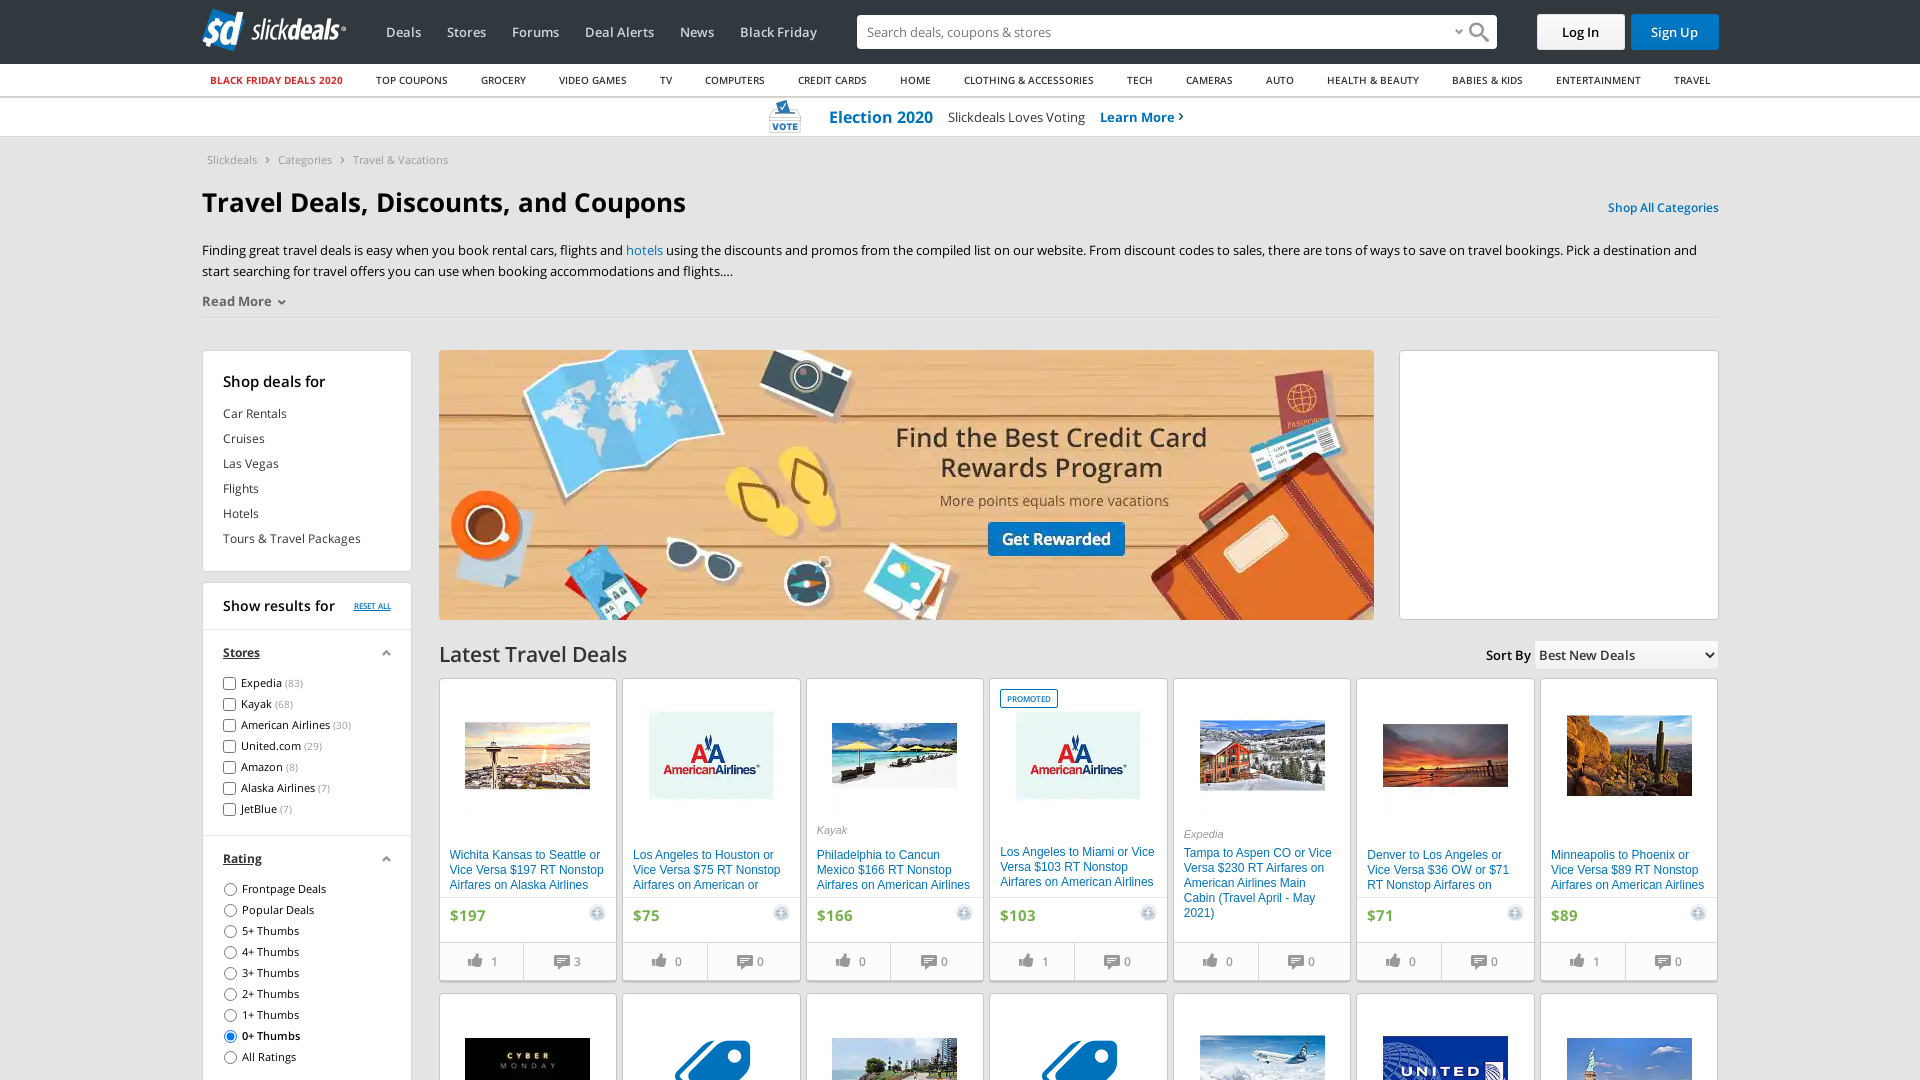 slickdeals
Deals
Stores
Forums
Deal Alerts
News
Black Friday
Search deals, coupons & stores
Log In
Sign Up
BLACK FRIDAY DEALS 2020
TOP COUPONS
GROCERY
VIDEO GAMES
TV
COMPUTERS
CREDIT CARDS
HOME
CLOTHING & ACCESSORIES
TECH
CAMERAS
AUTO
HEALTH & BEAUTY
BABIES & KIDS
ENTERTAINMENT
TRAVEL
VOTE
Election 2020
Slickdeals Loves Voting
Learn More
Slickdeals
Categories
Travel & Vacations
Travel Deals, Discounts, and Coupons
Shop All Categories
Finding great travel deals is easy when you book rental cars, flights and hotels using the discounts and promos from the compiled list on our website. From discount codes to sales, there are tons of ways to save on travel bookings. Pick a destination and
start searching for travel offers you can use when booking accommodations and flights....
Read More
Shop deals for
Car Rentals
Cruises
Las Vegas
Flights
Hotels
Tours & Travel Packages
Show results for
RESET ALL
Stores
Expedia (83)
Kayak (68)
American Airlines (30)
United.com (29)
Amazon (8)
Alaska Airlines (7)
JetBlue (7)
Rating
Frontpage Deals
Popular Deals
5+ Thumbs
4+ Thumbs
3+ Thumbs
2+ Thumbs
1+ Thumbs
0+ Thumbs
All Ratings
PASSPORT
Find the Best Credit Card
Rewards Program
More points equals more vacations
Get Rewarded
Latest Travel Deals
Sort By
Best New Deals
Wichita Kansas to Seattle or
Vice Versa $197 RT Nonstop
Airfares on Alaska Airlines
$197
1
3
AA
AmericanAirlines
Los Angeles to Houston or
Vice Versa $75 RT Nonstop
Airfares on American or
$75
0
0
Kayak
Philadelphia to Cancun
Mexico $166 RT Nonstop
Airfares on American Airlines
$166
0
0
PROMOTED
AA
AmericanAirlines
Los Angeles to Miami or Vice
Versa $103 RT Nonstop
Airfares on American Airlines
$103
1
0
Expedia
Tampa to Aspen CO or Vice
Versa $230 RT Airfares on
American Airlines Main
Cabin (Travel April - May
2021)
0
0
Denver to Los Angeles or
Vice Versa $36 OW or $71
RT Nonstop Airfares on
$71
0
0
Minneapolis to Phoenix or
Vice Versa $89 RT Nonstop
Airfares on American Airlines
$89
1
0
CYBER
MONDAY
UNITED